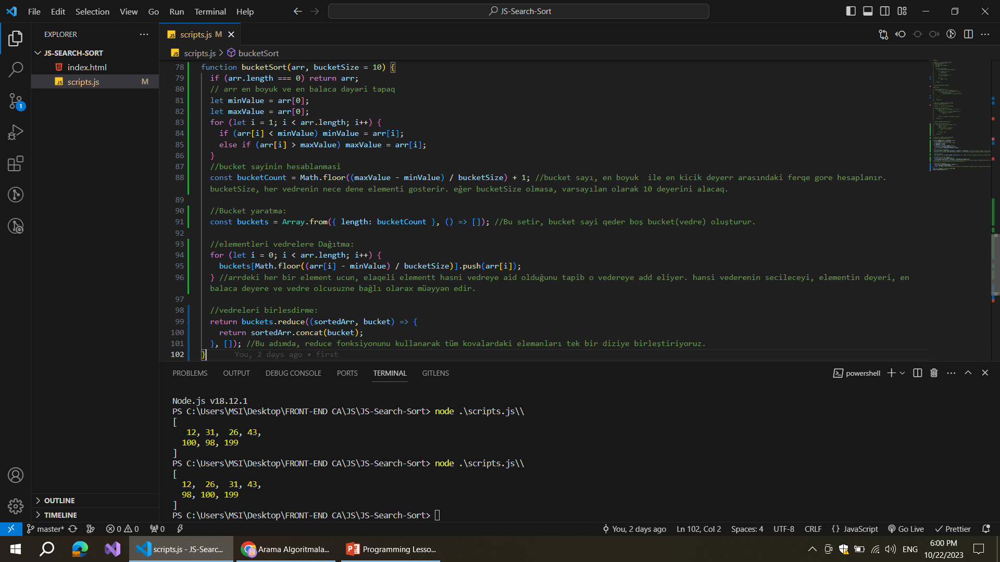 File Edit Selection View Go Run Terminal Help
JS-Search-Sort
EXPLORER
JS-SEARCH-SORT
index.html
scripts.js M
1
OUTLINE
TIMELINE
scripts.js M
scripts.js > bucketSort
78 function bucketSort(arr, bucketSize = 10) {
79 if (arr.length === 0) return arr;
80 // arr en boyuk ve en balaca dəyəri tapaq
81 let minValue = arr[0];
82 let maxValue = arr[0];
83 for (let i = 1; i < arr.length; i++) {
84 if (arr[i] < minValue) minValue = arr[i];
85 else if (arr[i] > maxValue) maxValue = arr[i];
86 }
87 //bucket sayinin hesablanmasi
88 const bucketCount = Math.floor((maxValue - minValue) / bucketSize) + 1; //bucket sayı, en boyuk  ile en kicik deyerr arasındaki ferqe gore hesaplanır.
bucketSize, her vedrenin nece dene elementi gosterir. eğer bucketSize olmasa, varsayılan olarak 10 deyerini alacaq.
89
90 //Bucket yaratma:
91 const buckets = Array.from({ length: bucketCount }, () => []); //Bu setir, bucket sayi qeder boş bucket(vedre) oluşturur.
92
93 //elementleri vedrelere Dağıtma:
94 for (let i = 0; i < arr.length; i++) {
95 buckets[Math.floor((arr[i] - minValue) / bucketSize)].push(arr[i]);
96 } //arrdeki her bir element ucun, elaqeli elementt hasni vedreye aid olduğunu tapib o vedereye add eliyer. hansi vederenin secileceyi, elementin deyeri, en
balaca deyere ve vedre olcusuzne bağlı olarax müəyyən edir.
97
98 //vedreleri birlesdirme:
99 return buckets.reduce((sortedArr, bucket) => {
100 return sortedArr.concat(bucket);
101 }, []); //Bu adımda, reduce fonksiyonunu kullanarak tüm kovalardaki elemanları tek bir diziye birleştiriyoruz.
102 } You, 2 days ago • first
PROBLEMS OUTPUT DEBUG CONSOLE PORTS TERMINAL GITLENS
powershell
Node.js v18.12.1
PS C:\Users\MSI\Desktop\FRONT-END CA\JS\JS-Search-Sort> node .\scripts.js\\
[
12, 31, 26, 43,
100, 98, 199
]
PS C:\Users\MSI\Desktop\FRONT-END CA\JS\JS-Search-Sort> node .\scripts.js\\
[
12, 26, 31, 43,
98, 100, 199
]
PS C:\Users\MSI\Desktop\FRONT-END CA\JS\JS-Search-Sort>
master* 0 0 0 You, 2 days ago Ln 102, Col 2 Spaces: 4 UTF-8 CRLF {} JavaScript Go Live Prettier
scripts.js - JS-Searc... Arama Algoritmala... Programming Lesso... ENG
6:00 PM
10/22/2023